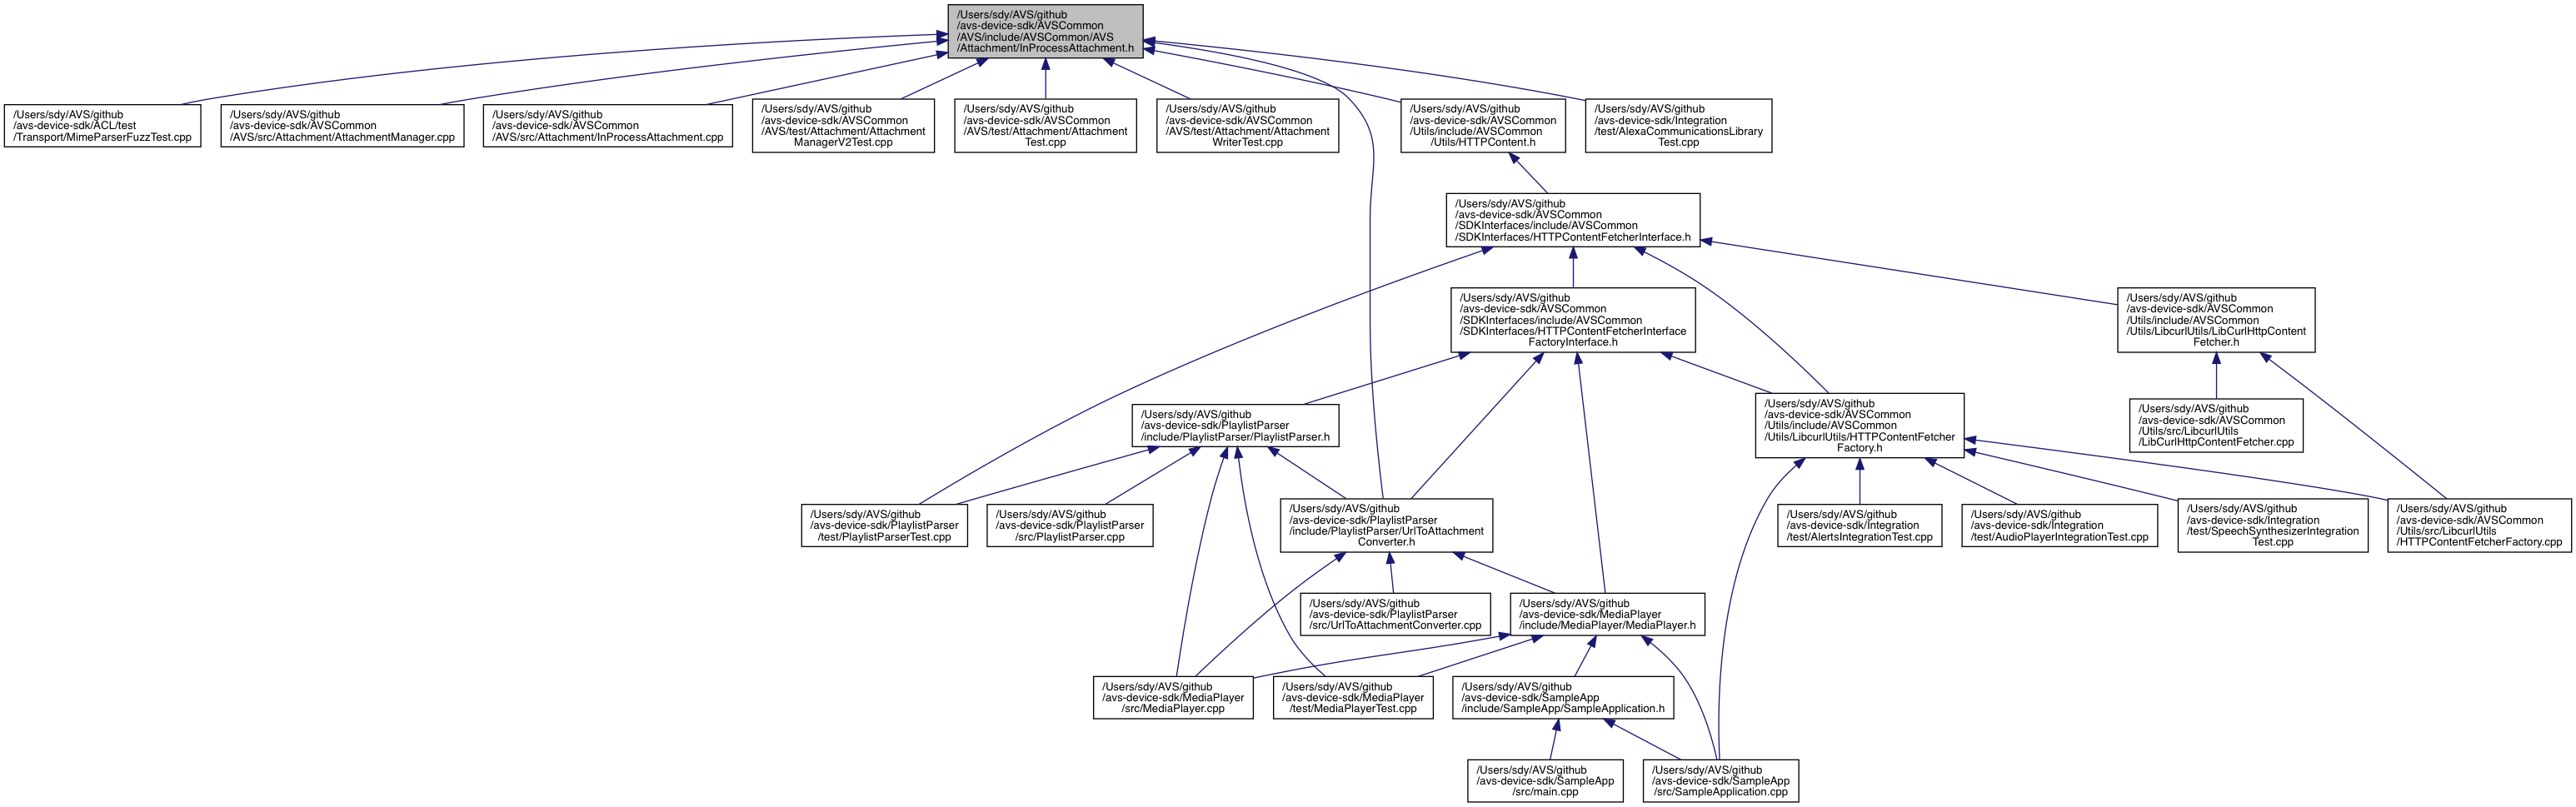 /Users/sdy/AVS/github
/avs-device-sdk/AVSCommon
/AVS/include/AVSCommon/AVS
/Attachment/InProcessAttachment.h
/Users/sdy/AVS/github
/avs-device-sdk/ACL/test
/Transport/MimeParserFuzzTest.cpp
/Users/sdy/AVS/github
/avs-device-sdk/AVSCommon
/AVS/src/Attachment/AttachmentManager.cpp
/Users/sdy/AVS/github
/avs-device-sdk/AVSCommon
/AVS/src/Attachment/InProcessAttachment.cpp
/Users/sdy/AVS/github
/avs-device-sdk/AVSCommon
/AVS/test/Attachment/Attachment
ManagerV2Test.cpp
/Users/sdy/AVS/github
/avs-device-sdk/AVSCommon
/AVS/test/Attachment/Attachment
Test.cpp
/Users/sdy/AVS/github
/avs-device-sdk/AVSCommon
/AVS/test/Attachment/Attachment
WriterTest.cpp
/Users/sdy/AVS/github
/avs-device-sdk/AVSCommon
/Utils/include/AVSCommon
/Utils/HTTPContent.h
/Users/sdy/AVS/github
/avs-device-sdk/Integration
/test/AlexaCommunicationsLibrary
Test.cpp
/Users/sdy/AVS/github
/avs-device-sdk/AVSCommon
/SDKInterfaces/include/AVSCommon
/SDKInterfaces/HTTPContentFetcherInterface.h
/Users/sdy/AVS/github
/avs-device-sdk/AVSCommon
/SDKInterfaces/include/AVSCommon
/SDKInterfaces/HTTPContentFetcherInterface
FactoryInterface.h
/Users/sdy/AVS/github
/avs-device-sdk/AVSCommon
/Utils/include/AVSCommon
/Utils/LibcurlUtils/LibCurlHttpContent
Fetcher.h
/Users/sdy/AVS/github
/avs-device-sdk/PlaylistParser
/include/PlaylistParser/PlaylistParser.h
/Users/sdy/AVS/github
/avs-device-sdk/AVSCommon
/Utils/include/AVSCommon
/Utils/LibcurlUtils/HTTPContentFetcher
Factory.h
/Users/sdy/AVS/github
/avs-device-sdk/AVSCommon
/Utils/src/LibcurlUtils
/LibCurlHttpContentFetcher.cpp
/Users/sdy/AVS/github
/avs-device-sdk/PlaylistParser
/test/PlaylistParserTest.cpp
/Users/sdy/AVS/github
/avs-device-sdk/PlaylistParser
/src/PlaylistParser.cpp
/Users/sdy/AVS/github
/avs-device-sdk/PlaylistParser
/include/PlaylistParser/UrlToAttachment
Converter.h
/Users/sdy/AVS/github
/avs-device-sdk/Integration
/test/AlertsIntegrationTest.cpp
/Users/sdy/AVS/github
/avs-device-sdk/Integration
/test/AudioPlayerIntegrationTest.cpp
/Users/sdy/AVS/github
/avs-device-sdk/Integration
/test/SpeechSynthesizerIntegration
Test.cpp
/Users/sdy/AVS/github
/avs-device-sdk/AVSCommon
/Utils/src/LibcurlUtils
/HTTPContentFetcherFactory.cpp
/Users/sdy/AVS/github
/avs-device-sdk/PlaylistParser
/src/UrlToAttachmentConverter.cpp
/Users/sdy/AVS/github
/avs-device-sdk/MediaPlayer
/include/MediaPlayer/MediaPlayer.h
/Users/sdy/AVS/github
/avs-device-sdk/MediaPlayer
/src/MediaPlayer.cpp
/Users/sdy/AVS/github
/avs-device-sdk/MediaPlayer
/test/MediaPlayerTest.cpp
/Users/sdy/AVS/github
/avs-device-sdk/SampleApp
/include/SampleApp/SampleApplication.h
/Users/sdy/AVS/github
/avs-device-sdk/SampleApp
/src/main.cpp
/Users/sdy/AVS/github
/avs-device-sdk/SampleApp
/src/SampleApplication.cpp